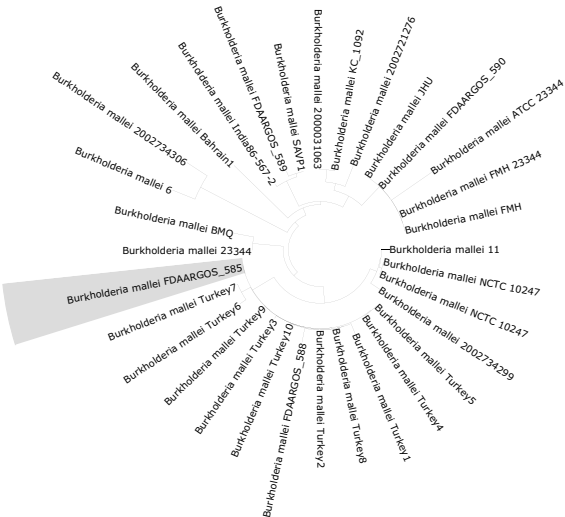 Burkholderia mallei 2000031063
Burkholderia mallei KC_1092
Burkholderia mallei 2002721276
Burkholderia mallei JHU
Burkholderia mallei FDAARGOS_590
Burkholderia mallei ATCC 23344
Burkholderia mallei FMH 23344
Burkholderia mallei FMH
Burkholderia mallei 11
Burkholderia mallei NCTC 10247
Burkholderia mallei NCTC 10247
Burkholderia mallei 2002734299
Burkholderia mallei Turkey5
Burkholderia mallei Turkey4
Burkholderia mallei Turkey1
Burkholderia mallei Turkey8
Burkholderia mallei Turkey2
Burkholderia mallei FDAARGOS_588
Burkholderia mallei Turkey10
Burkholderia mallei Turkey3
Burkholderia mallei Turkey9
Burkholderia mallei Turkey6
Burkholderia mallei Turkey7
Burkholderia mallei FDAARGOS_585
Burkholderia mallei 23344
Burkholderia mallei BMQ
Burkholderia mallei 6
Burkholderia mallei 2002734306
Burkholderia mallei Bahrain1
Burkholderia mallei India86-567-2
Burkholderia mallei FDAARGOS_589
Burkholderia mallei SAVP1